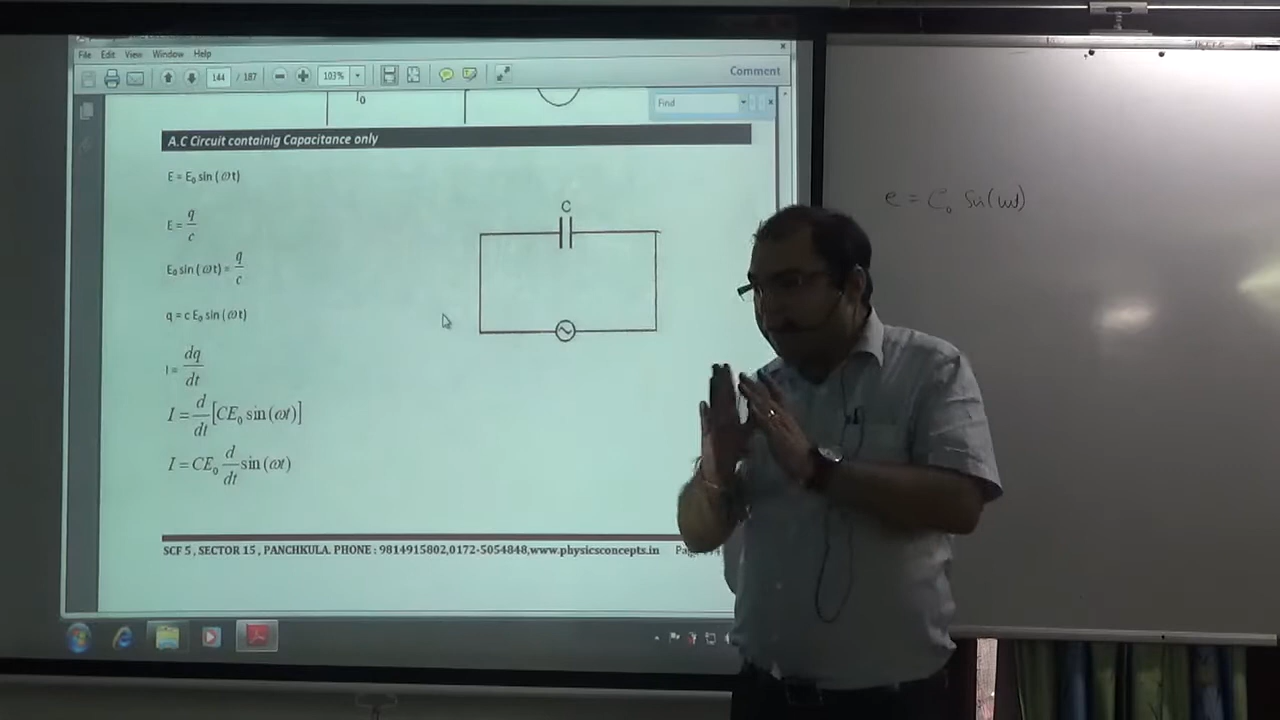 File Edit View Window Help
144 / 187 103% Comment
I₀
Find
A.C Circuit containig Capacitance only
E = E₀ sin (ωt)
C
E = q/c
E₀ sin (ωt) = q/c
q = c E₀ sin (ωt)
I = dq/dt
I = d/dt [CE₀ sin (ωt)]
I = CE₀ d/dt sin (ωt)
SCF 5 , SECTOR 15 , PANCHKULA. PHONE : 9814915802,0172-5054848,www.physicsconcepts.in
e = e₀ sin(ωt)